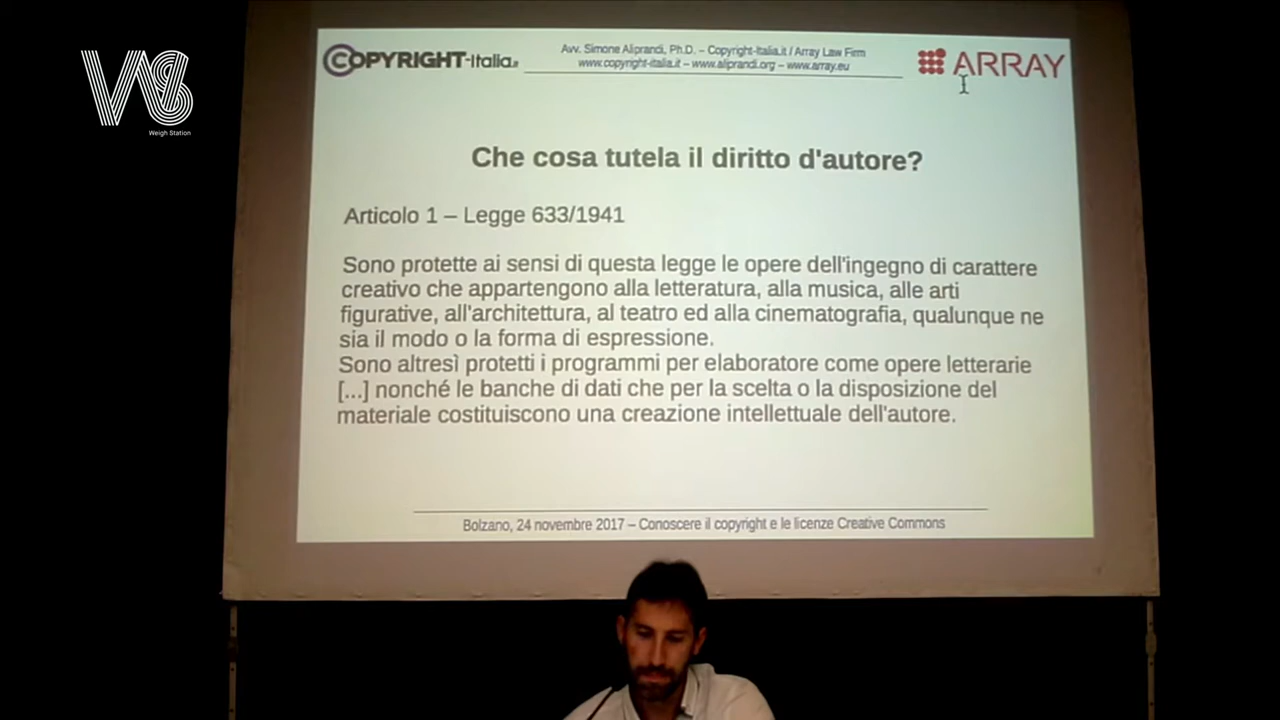 WS
Weigh Station
COPYRIGHT-Italia.it
Avv. Simone Aliprandi, Ph.D. – Copyright-Italia.it / Array Law Firm
www.copyright-italia.it – www.aliprandi.org – www.array.eu
ARRAY
Che cosa tutela il diritto d'autore?
Articolo 1 – Legge 633/1941
Sono protette ai sensi di questa legge le opere dell'ingegno di carattere
creativo che appartengono alla letteratura, alla musica, alle arti
figurative, all'architettura, al teatro ed alla cinematografia, qualunque ne
sia il modo o la forma di espressione.
Sono altresì protetti i programmi per elaboratore come opere letterarie
[...] nonché le banche di dati che per la scelta o la disposizione del
materiale costituiscono una creazione intellettuale dell'autore.
Bolzano, 24 novembre 2017 – Conoscere il copyright e le licenze Creative Commons